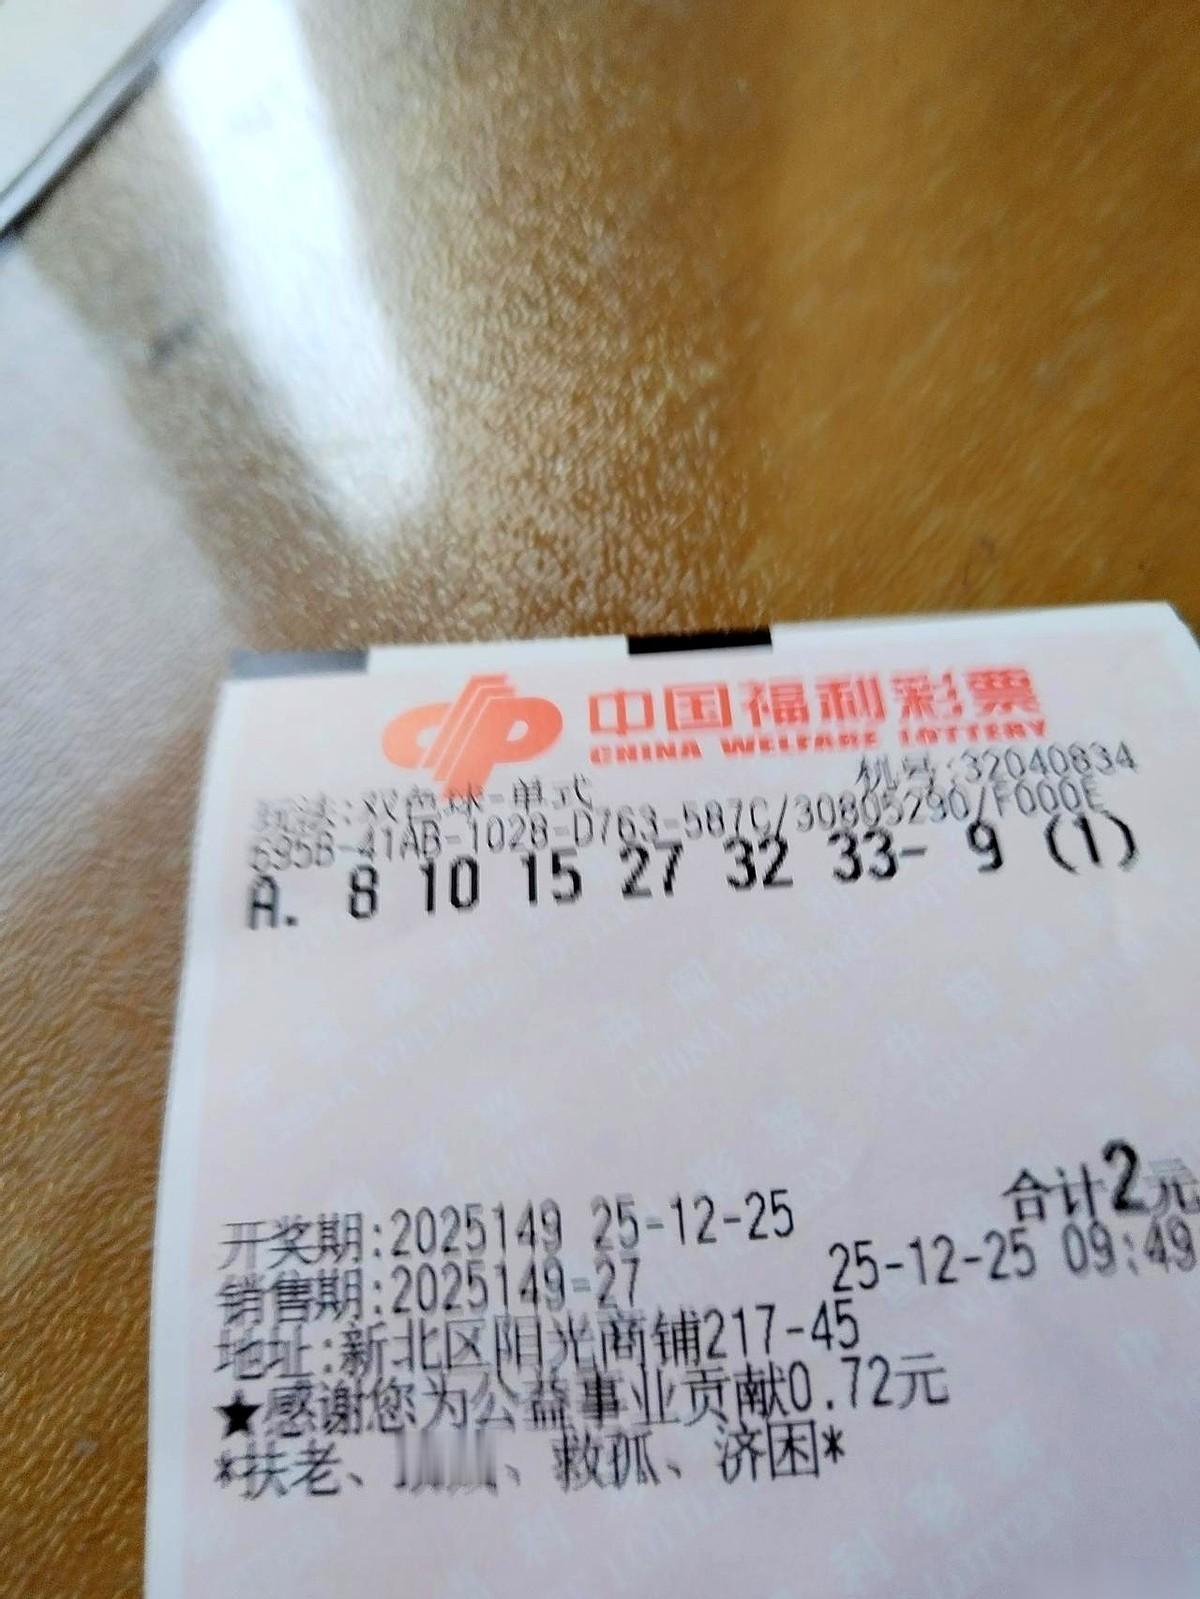 中国福利彩票
CHINA WELFARE LOTTERY
机号:32040834
玩法:双色球-单式
695B-41AB-1028-D763-587C/30805290/F000E
A. 8 10 15 27 32 33- 9 (1)
合计2元
开奖期:2025149 25-12-25
销售期:2025149-27 25-12-25 09:49
地址:新北区阳光商铺217-45
★感谢您为公益事业贡献0.72元
*扶老、、救孤、济困*